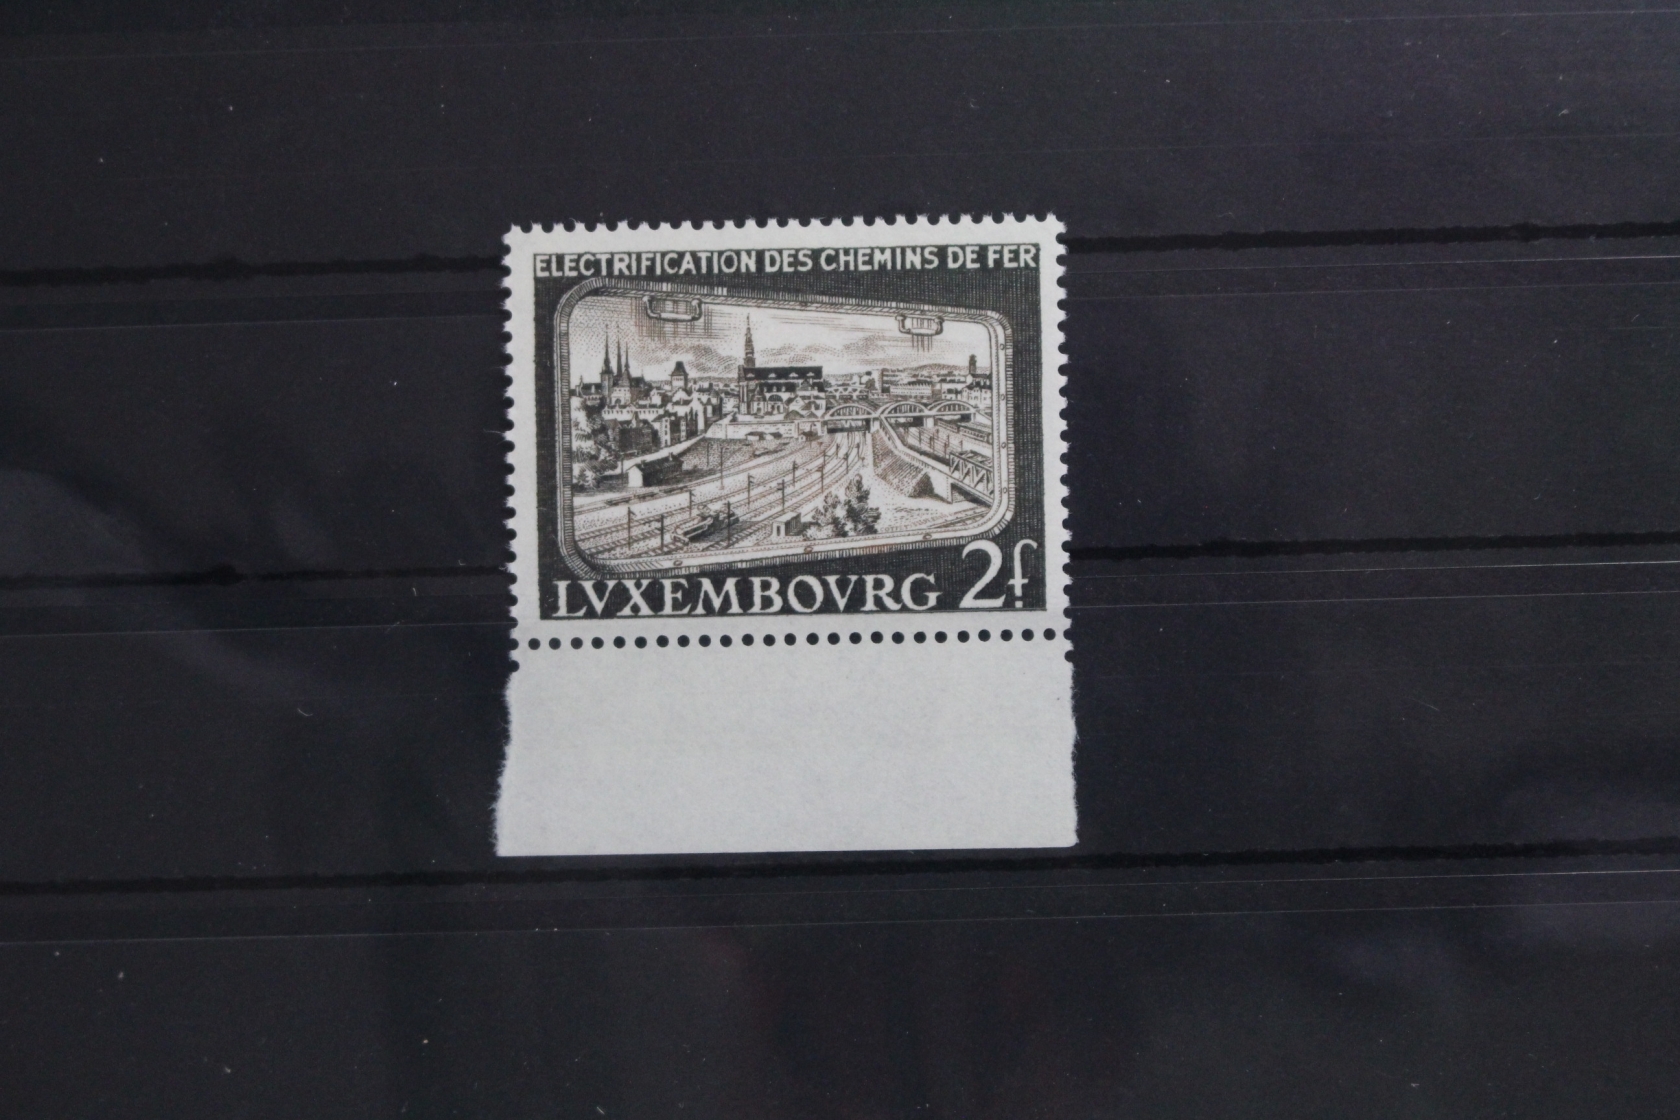 ELECTRIFICATION DES CHEMINS DE FER
LVXEMBOVRG 2f